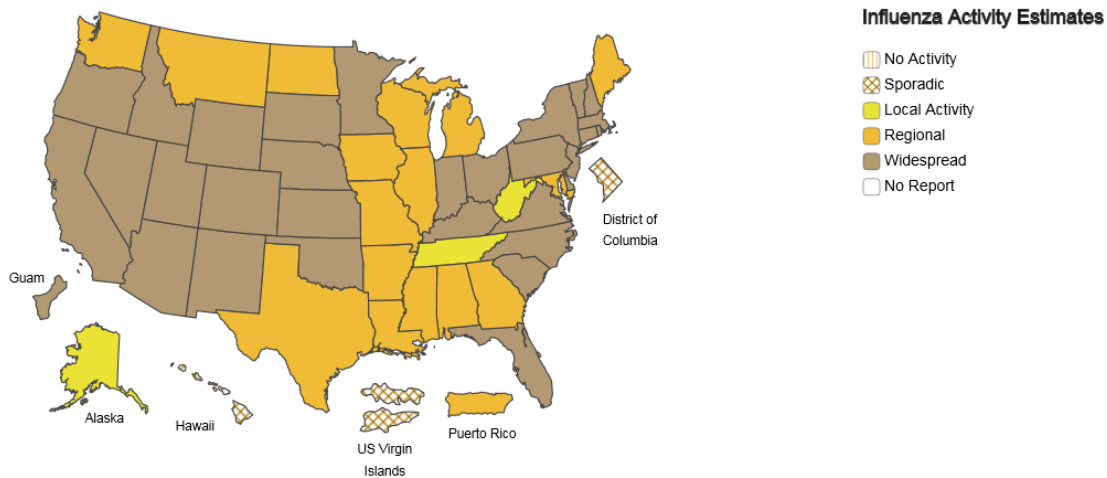 Influenza Activity Estimates
No Activity
Sporadic
Local Activity
Regional
Widespread
No Report
District of
Columbia
Guam
Alaska
Hawaii
US Virgin
Islands
Puerto Rico